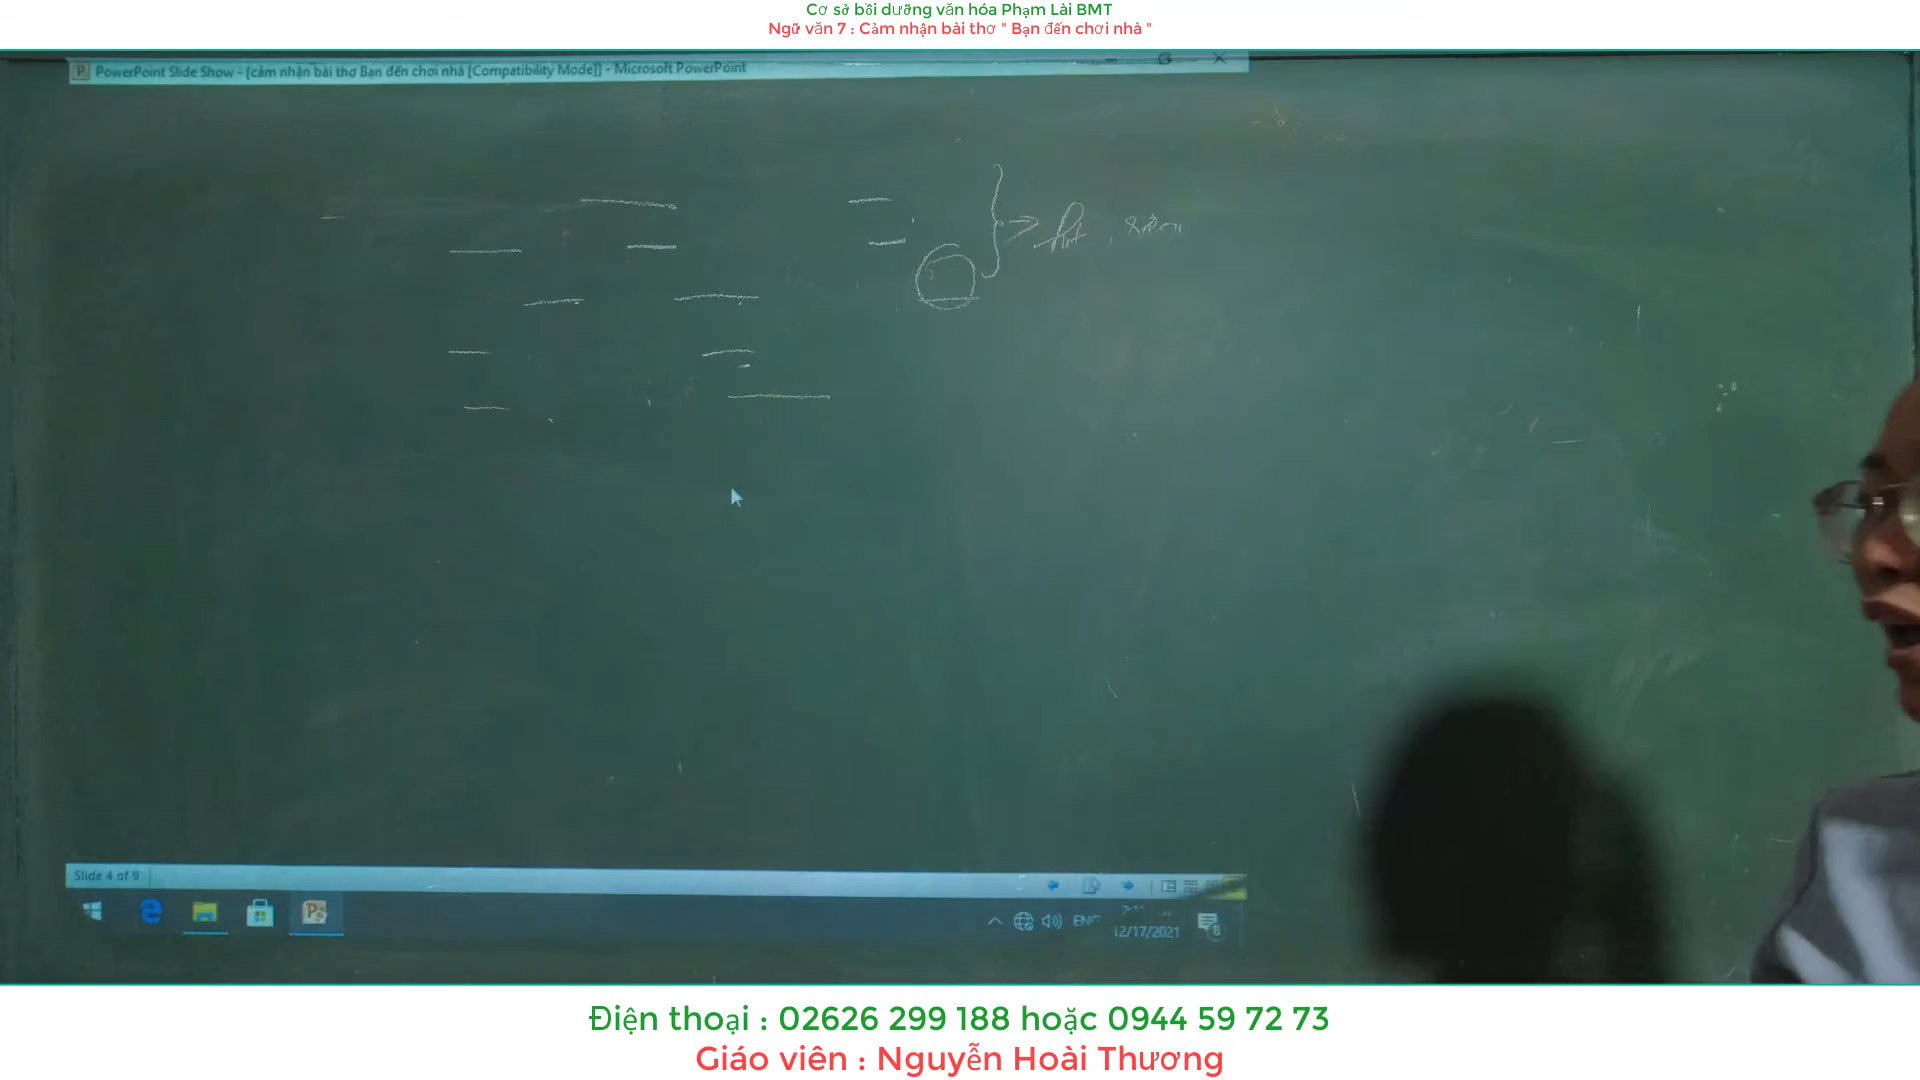 Cơ sở bồi dưỡng văn hóa Phạm Lài BMT
Ngữ văn 7 : Cảm nhận bài thơ " Bạn đến chơi nhà "
PowerPoint Slide Show - [cảm nhận bài thơ Bạn đến chơi nhà [Compatibility Mode]] - Microsoft PowerPoint
Slide 4 of 9
ENG
12/17/2021
8
Điện thoại : 02626 299 188 hoặc 0944 59 72 73
Giáo viên : Nguyễn Hoài Thương